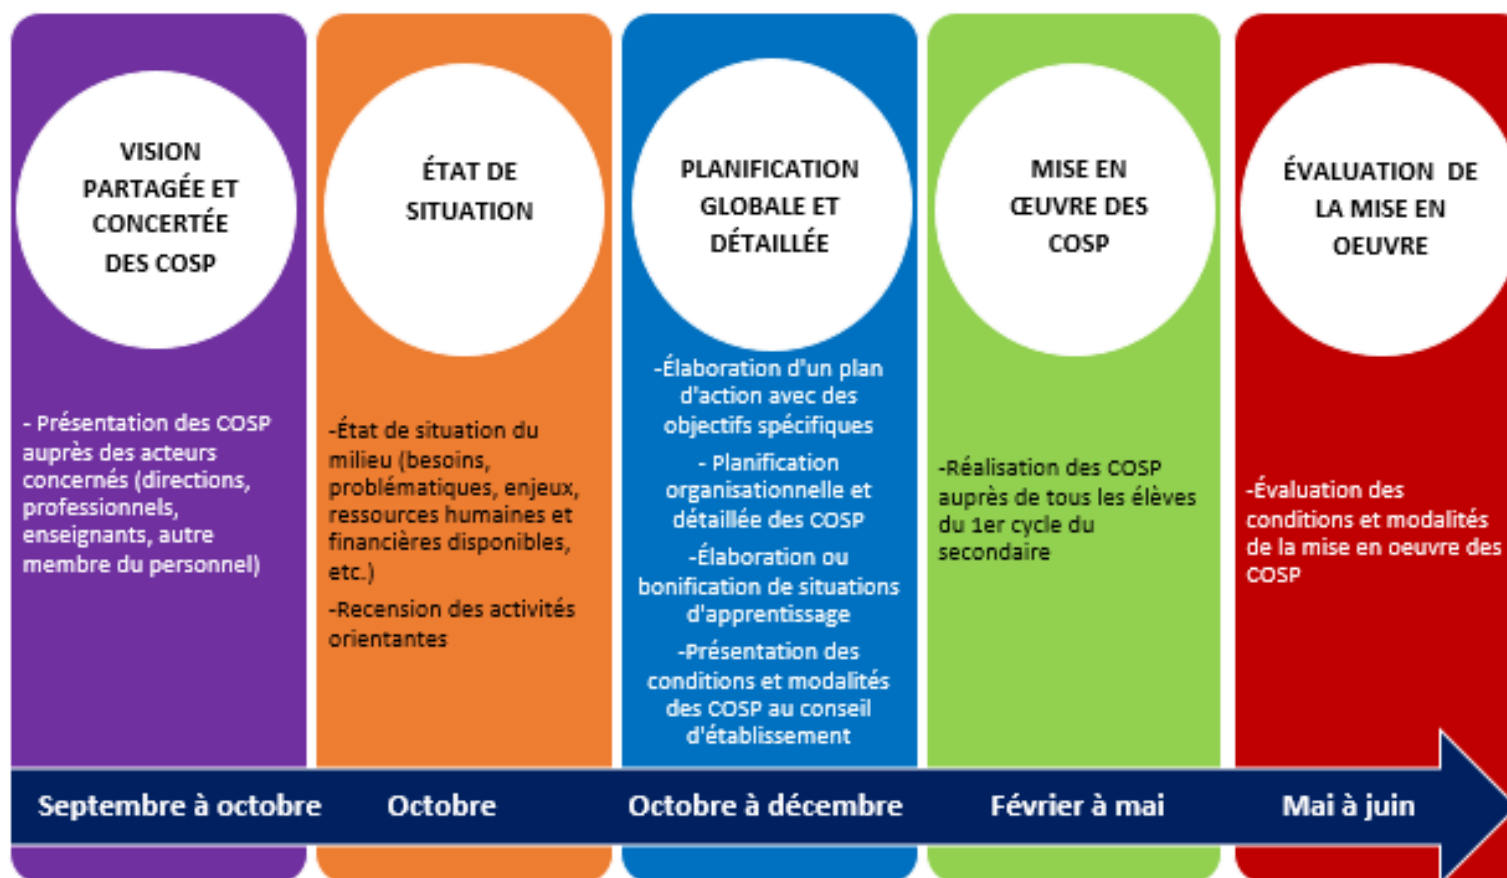 VISION
PARTAGÉE ET
CONCERTÉE
DES COSP
- Présentation des COSP
auprès des acteurs
concernés (directions,
professionnels,
enseignants, autre
membre du personnel)
Septembre à octobre
ÉTAT DE
SITUATION
-État de situation du
milieu (besoins,
problématiques, enjeux,
ressources humaines et
financières disponibles,
etc.)
-Recension des activités
orientantes
Octobre
PLANIFICATION
GLOBALE ET
DÉTAILLÉE
-Élaboration d'un plan
d'action avec des
objectifs spécifiques
- Planification
organisationnelle et
détaillée des COSP
-Élaboration ou
bonification de situations
d'apprentissage
-Présentation des
conditions et modalités
des COSP au conseil
d'établissement
Octobre à décembre
MISE EN
ŒUVRE DES
COSP
-Réalisation des COSP
auprès de tous les élèves
du 1er cycle du
secondaire
Février à mai
ÉVALUATION DE
LA MISE EN
OEUVRE
-Évaluation des
conditions et modalités
de la mise en oeuvre des
COSP
Mai à juin